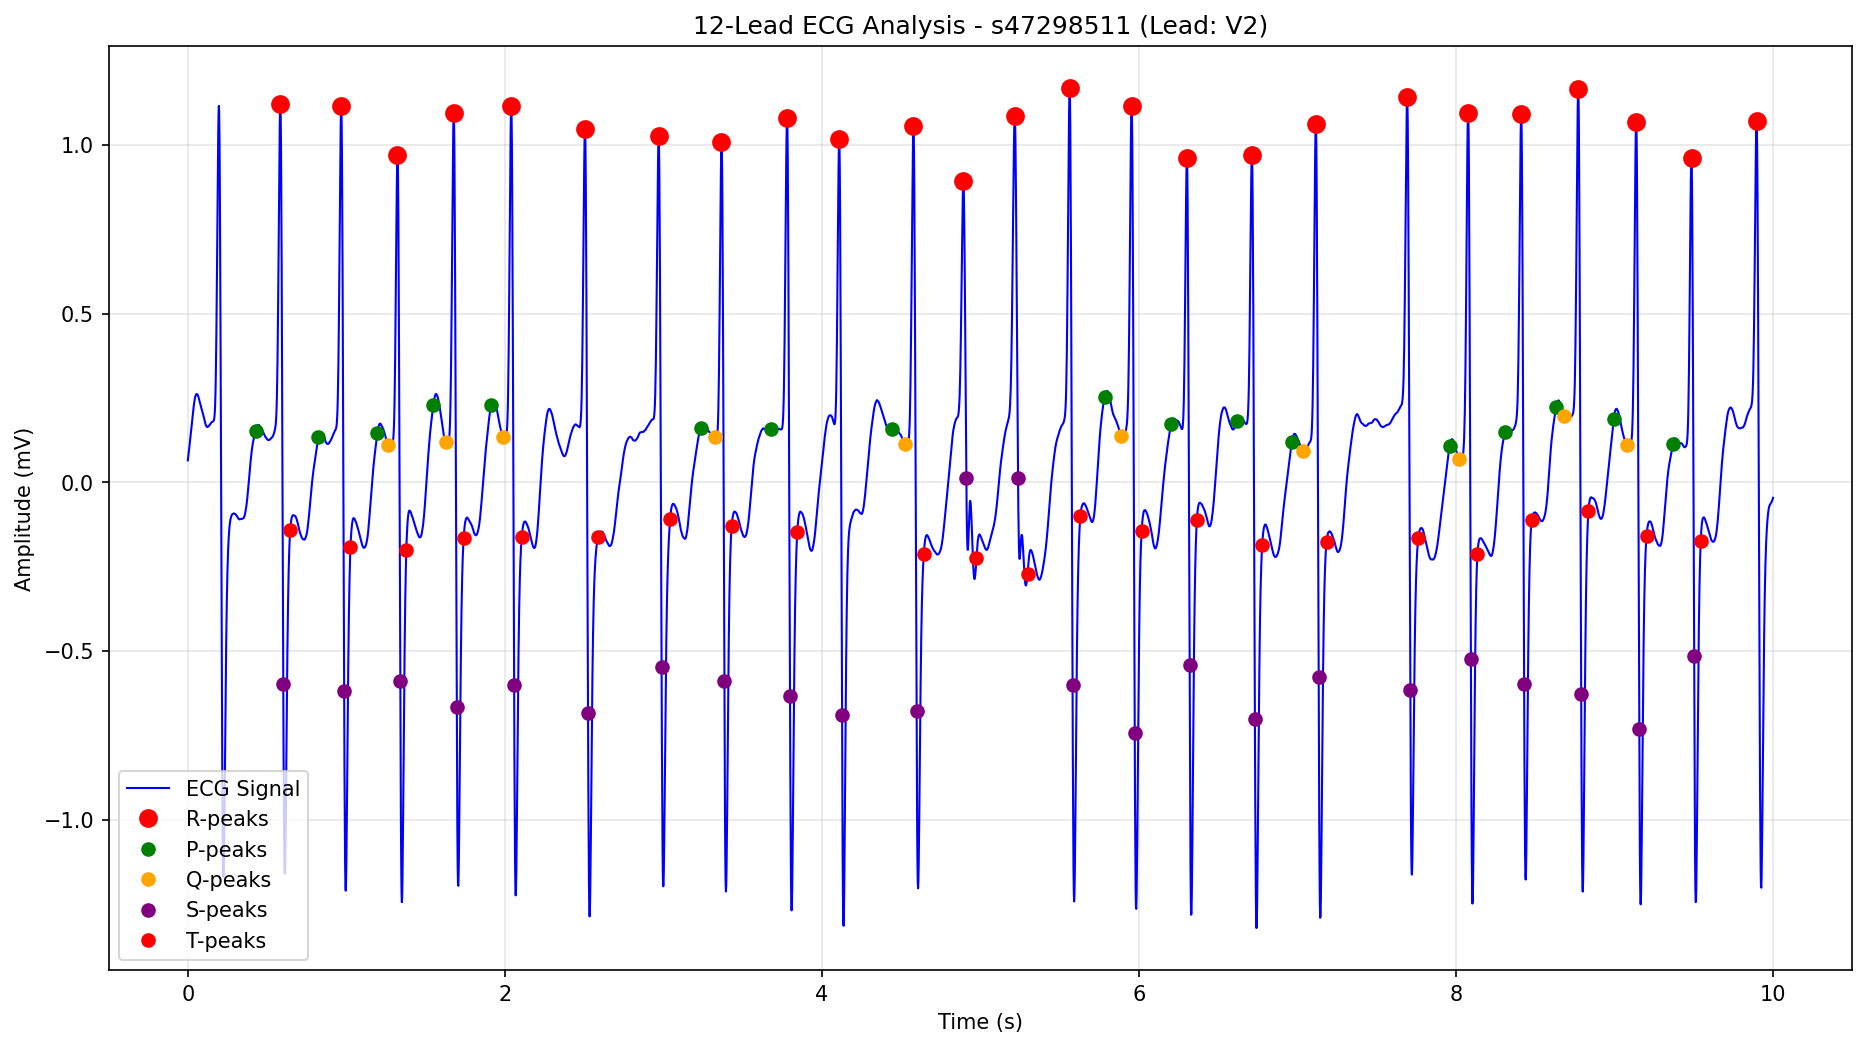 12-Lead ECG Analysis - s47298511 (Lead: V2)
Amplitude (mV)
1.0
0.5
0.0
−0.5
−1.0
ECG Signal
R-peaks
P-peaks
Q-peaks
S-peaks
T-peaks
0 2 4 6 8 10
Time (s)